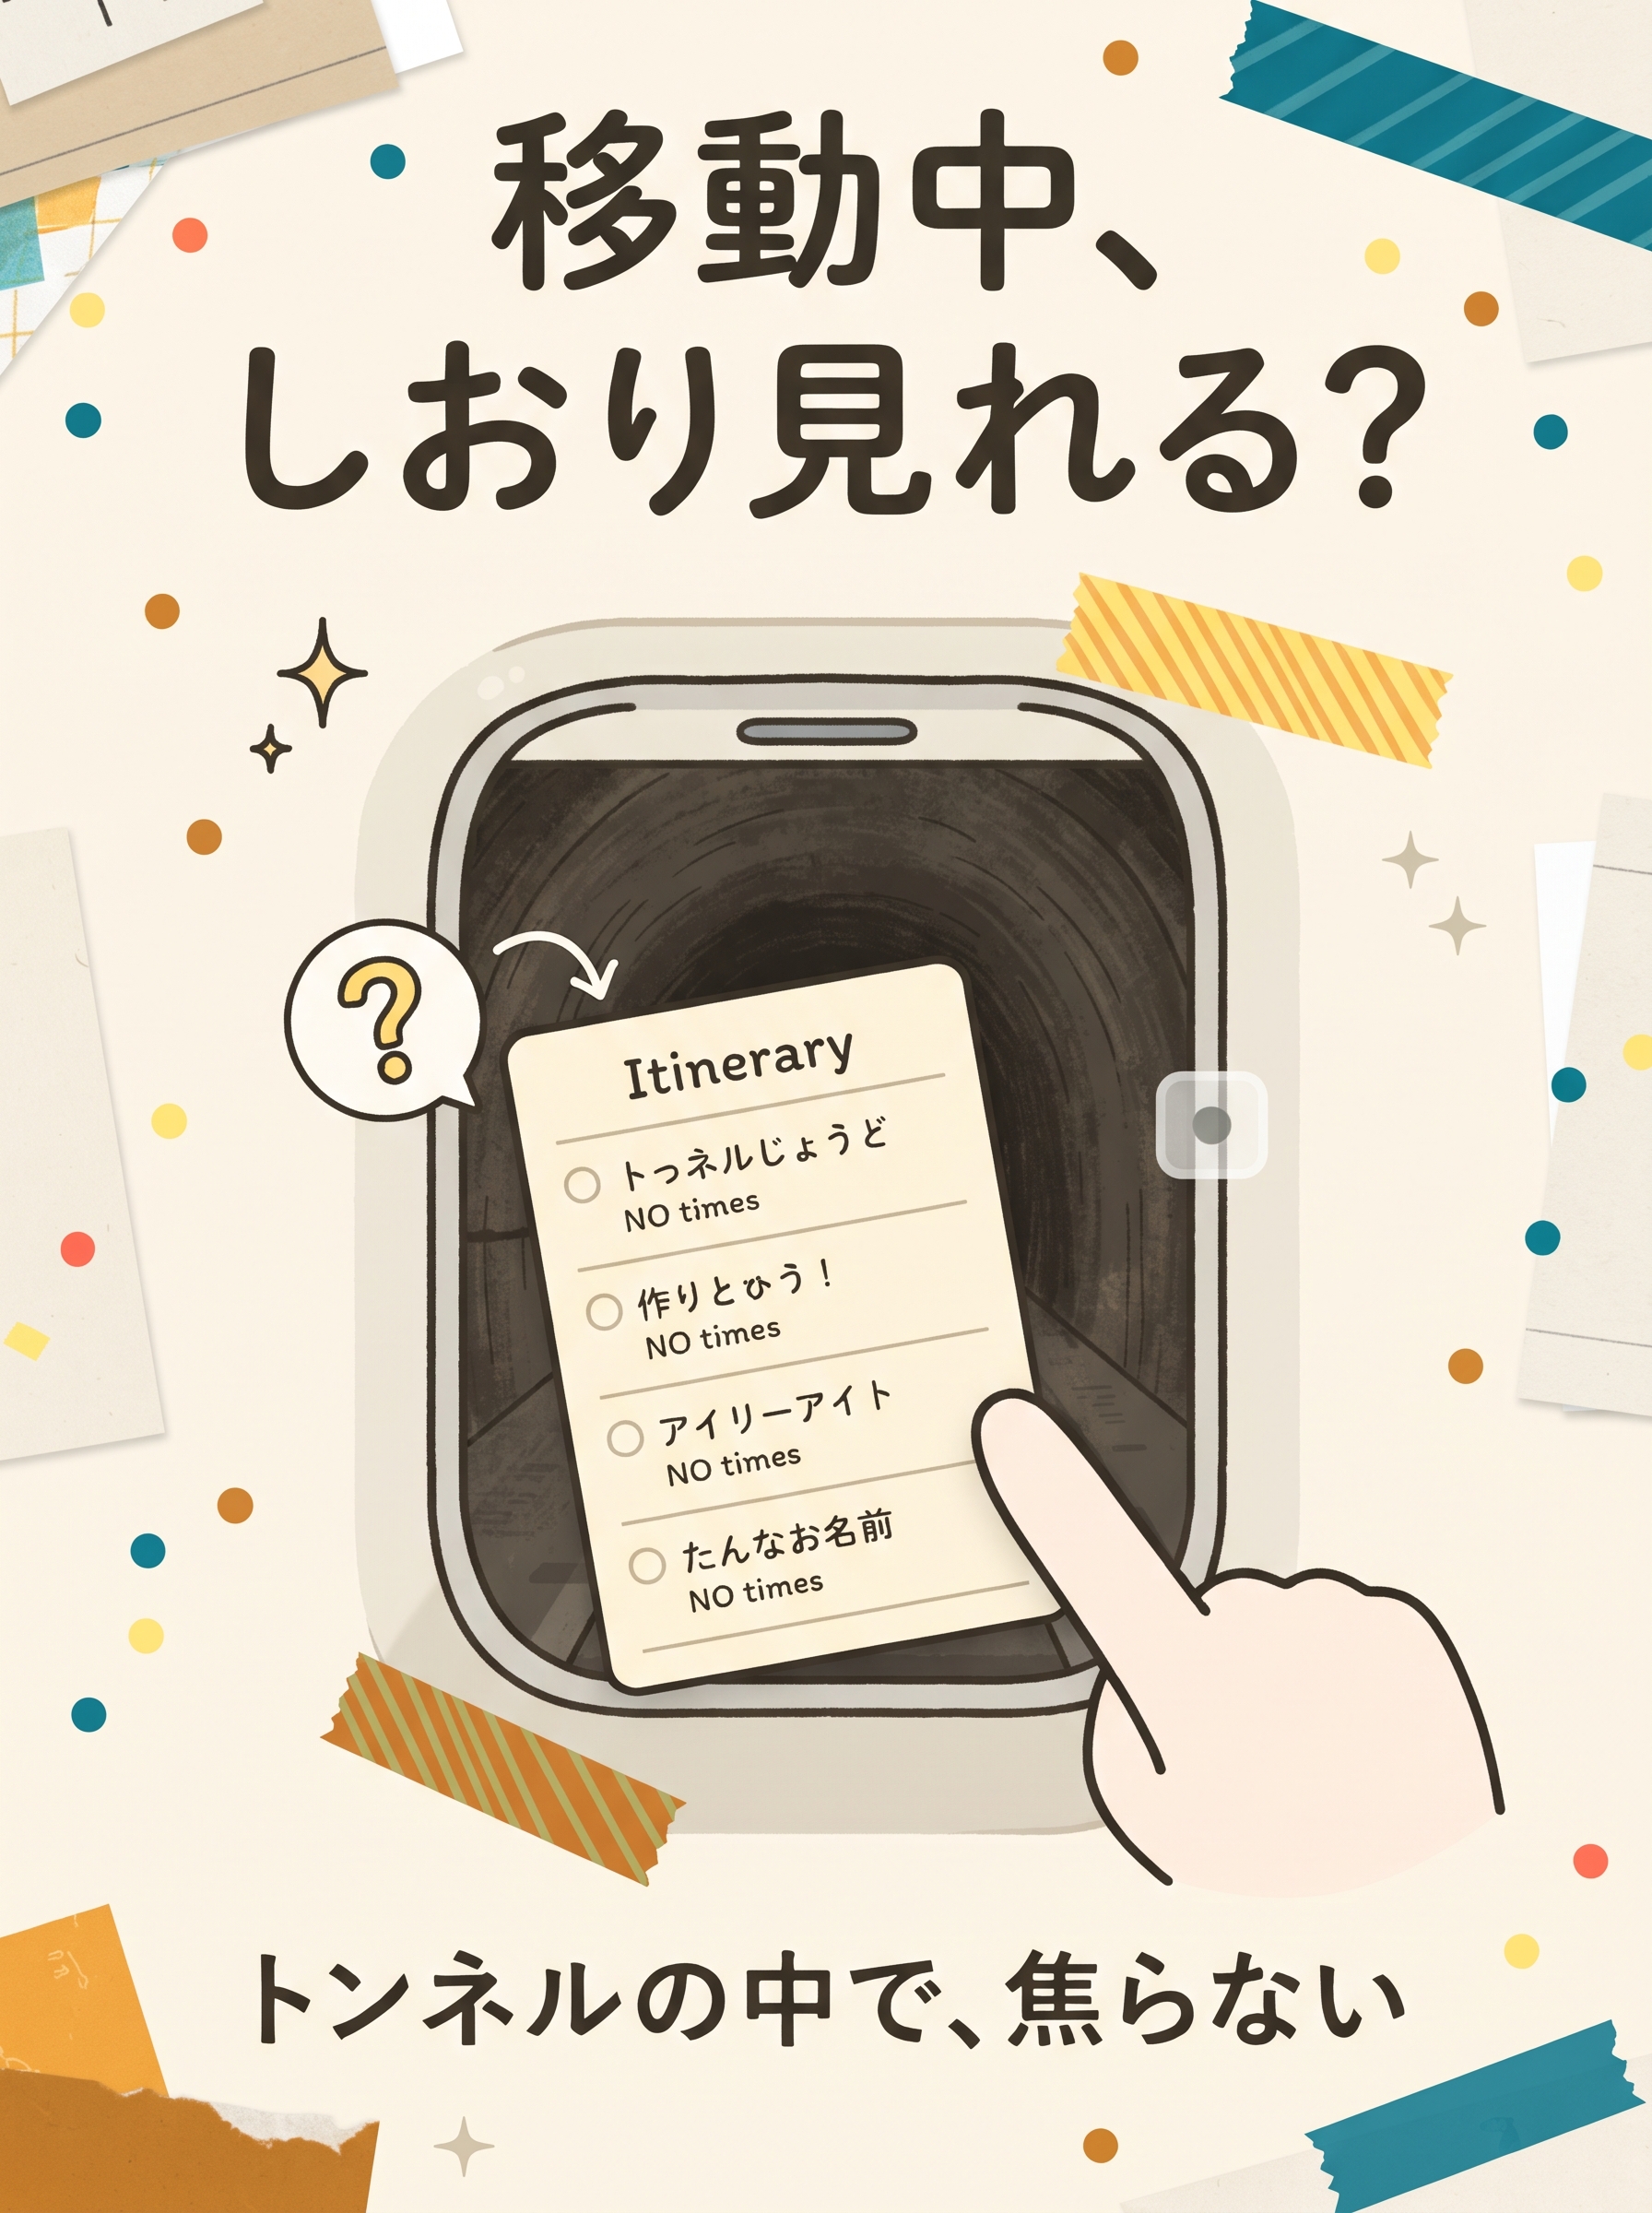 移動中、
しおり見れる?
?
Itinerary
トっネルじょうど
NO times
作りとひう！
NO times
アイリーアイト
NO times
たんなお名前
NO times
トンネルの中で、焦らない